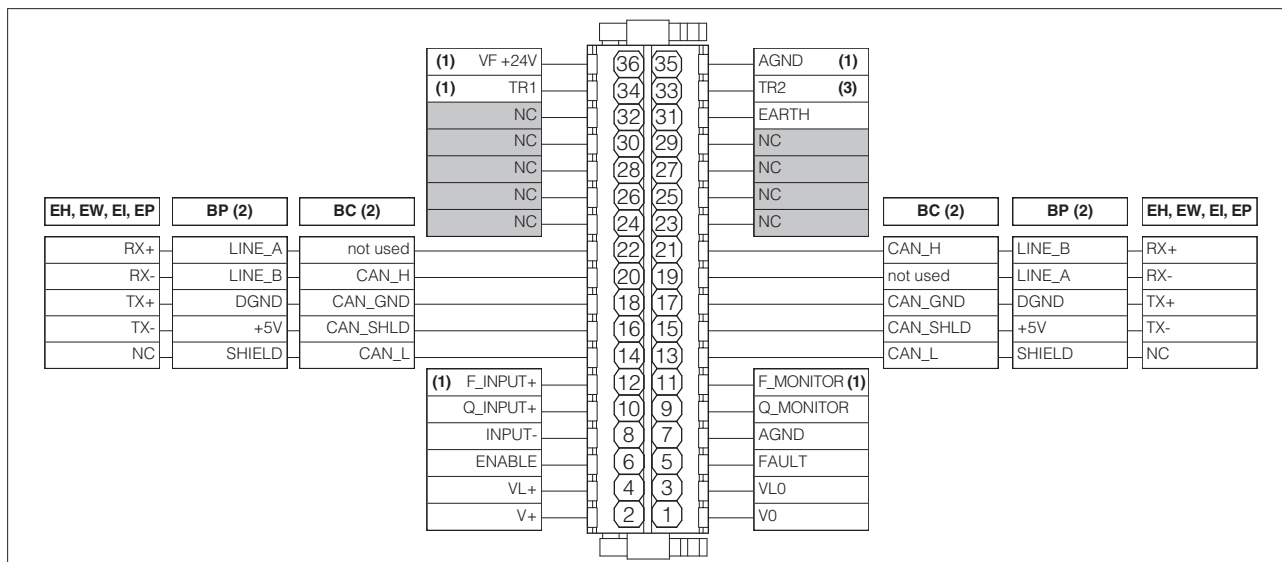 (1) VF +24V 36 35 AGND (1)
(1) TR1 34 33 TR2 (3)
NC 32 31 EARTH
NC 30 29 NC
NC 28 27 NC
NC 26 25 NC
NC 24 23 NC
EH, EW, EI, EP BP (2) BC (2) BC (2) BP (2) EH, EW, EI, EP
RX+ LINE_A not used 22 21 CAN_H LINE_B RX+
RX- LINE_B CAN_H 20 19 not used LINE_A RX-
TX+ DGND CAN_GND 18 17 CAN_GND DGND TX+
TX- +5V CAN_SHLD 16 15 CAN_SHLD +5V TX-
NC SHIELD CAN_L 14 13 CAN_L SHIELD NC
(1) F_INPUT+ 12 11 F_MONITOR (1)
Q_INPUT+ 10 9 Q_MONITOR
INPUT- 8 7 AGND
ENABLE 6 5 FAULT
VL+ 4 3 VL0
V+ 2 1 V0